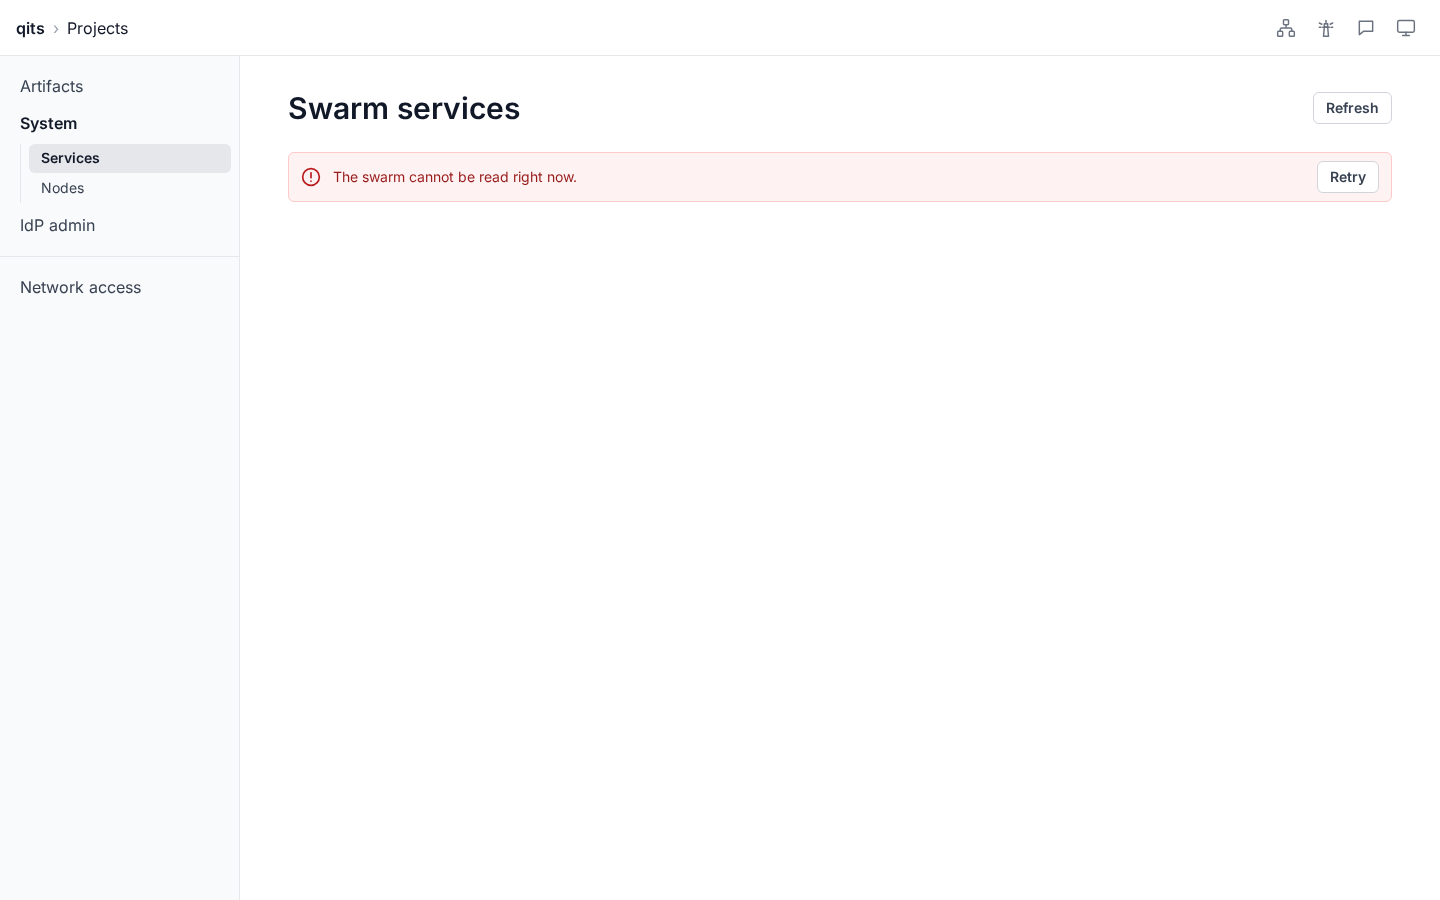 qits › Projects
Artifacts
System
Services
Nodes
IdP admin
Network access
Swarm services
Refresh
The swarm cannot be read right now.
Retry